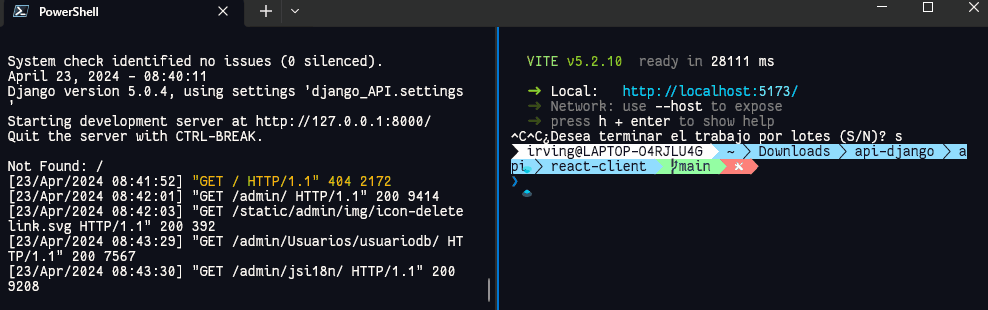 PowerShell
System check identified no issues (0 silenced).
April 23, 2024 - 08:40:11
Django version 5.0.4, using settings 'django_API.settings
'
Starting development server at http://127.0.0.1:8000/
Quit the server with CTRL-BREAK.
Not Found: /
[23/Apr/2024 08:41:52] "GET / HTTP/1.1" 404 2172
[23/Apr/2024 08:42:01] "GET /admin/ HTTP/1.1" 200 9414
[23/Apr/2024 08:42:03] "GET /static/admin/img/icon-delete
link.svg HTTP/1.1" 200 392
[23/Apr/2024 08:43:29] "GET /admin/Usuarios/usuariodb/ HT
TP/1.1" 200 7567
[23/Apr/2024 08:43:30] "GET /admin/jsi18n/ HTTP/1.1" 200
9208
VITE v5.2.10 ready in 28111 ms
➜ Local: http://localhost:5173/
➜ Network: use --host to expose
➜ press h + enter to show help
^C^C¿Desea terminar el trabajo por lotes (S/N)? s
irving@LAPTOP-O4RJLU4G ~ Downloads api-django a
pi react-client main